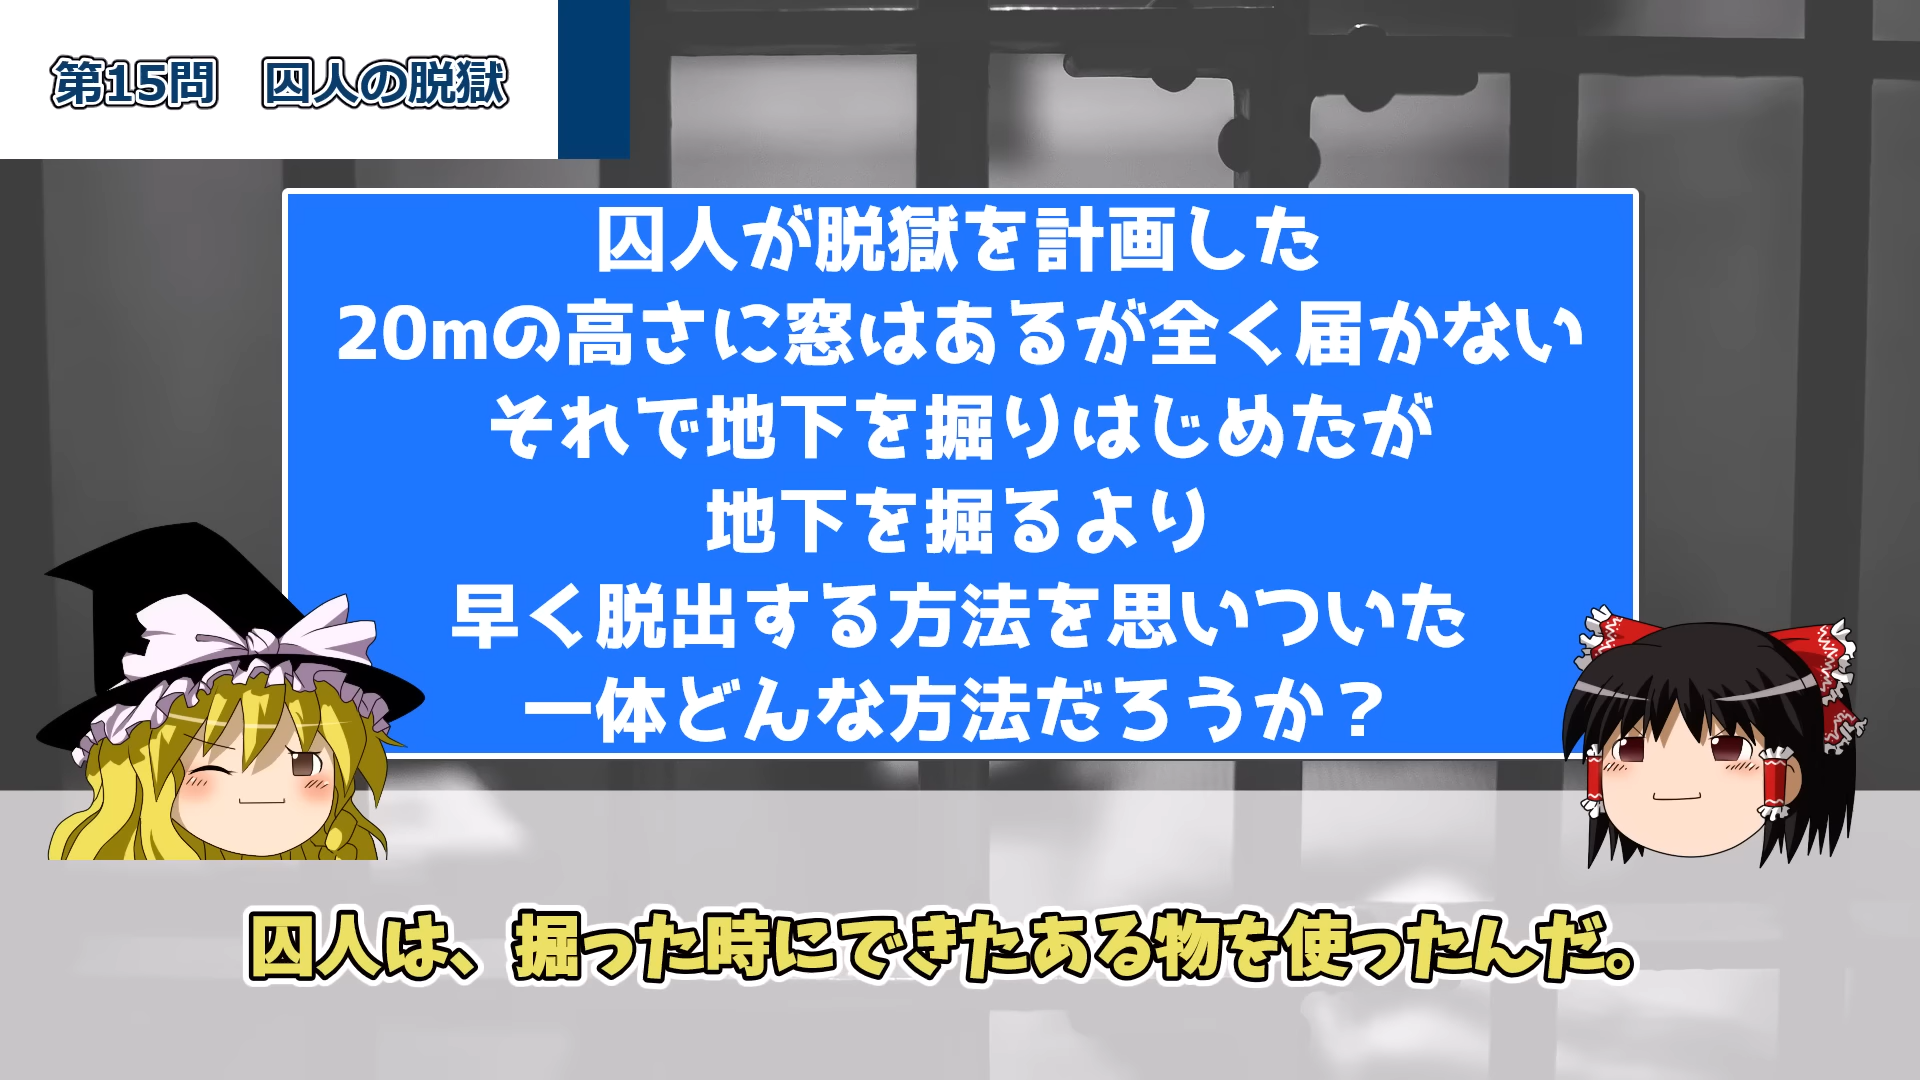 第15問　囚人の脱獄
囚人が脱獄を計画した
20mの高さに窓はあるが全く届かない
それで地下を掘りはじめたが
地下を掘るより
早く脱出する方法を思いついた
一体どんな方法だろうか？
囚人は、掘った時にできたある物を使ったんだ。